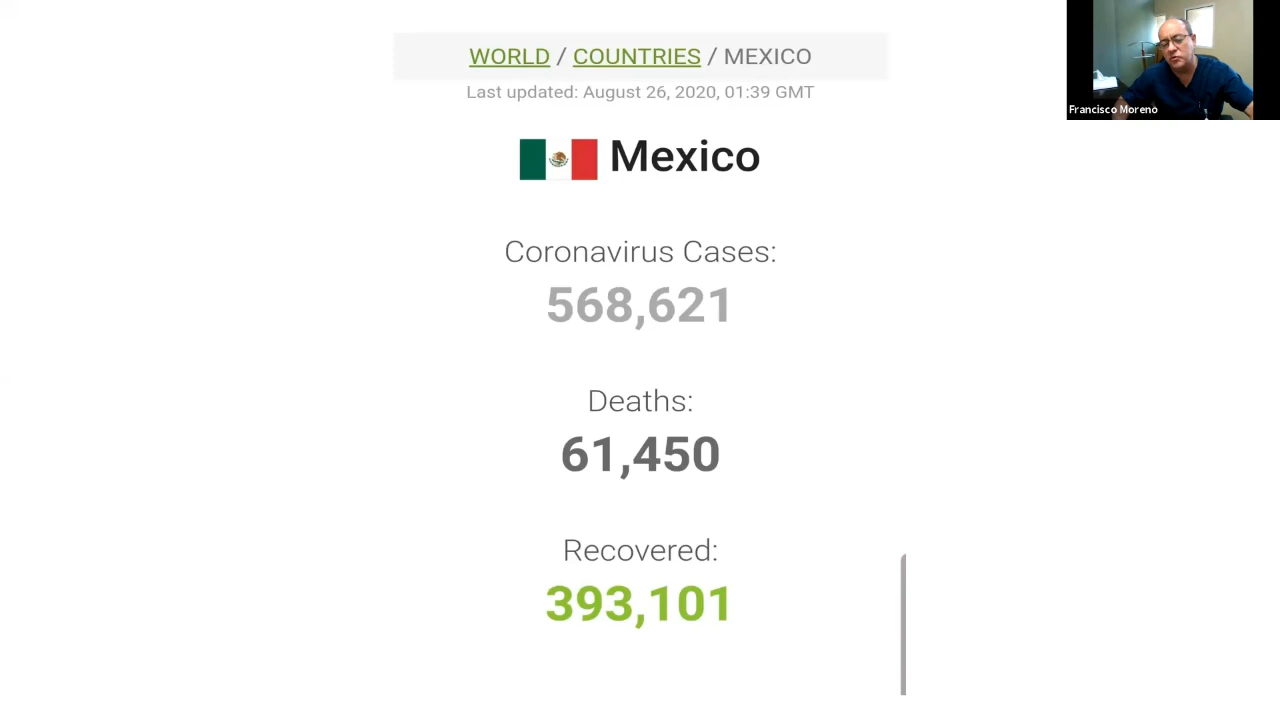 WORLD / COUNTRIES / MEXICO
Last updated: August 26, 2020, 01:39 GMT
Mexico
Coronavirus Cases:
568,621
Deaths:
61,450
Recovered:
393,101
Francisco Moreno